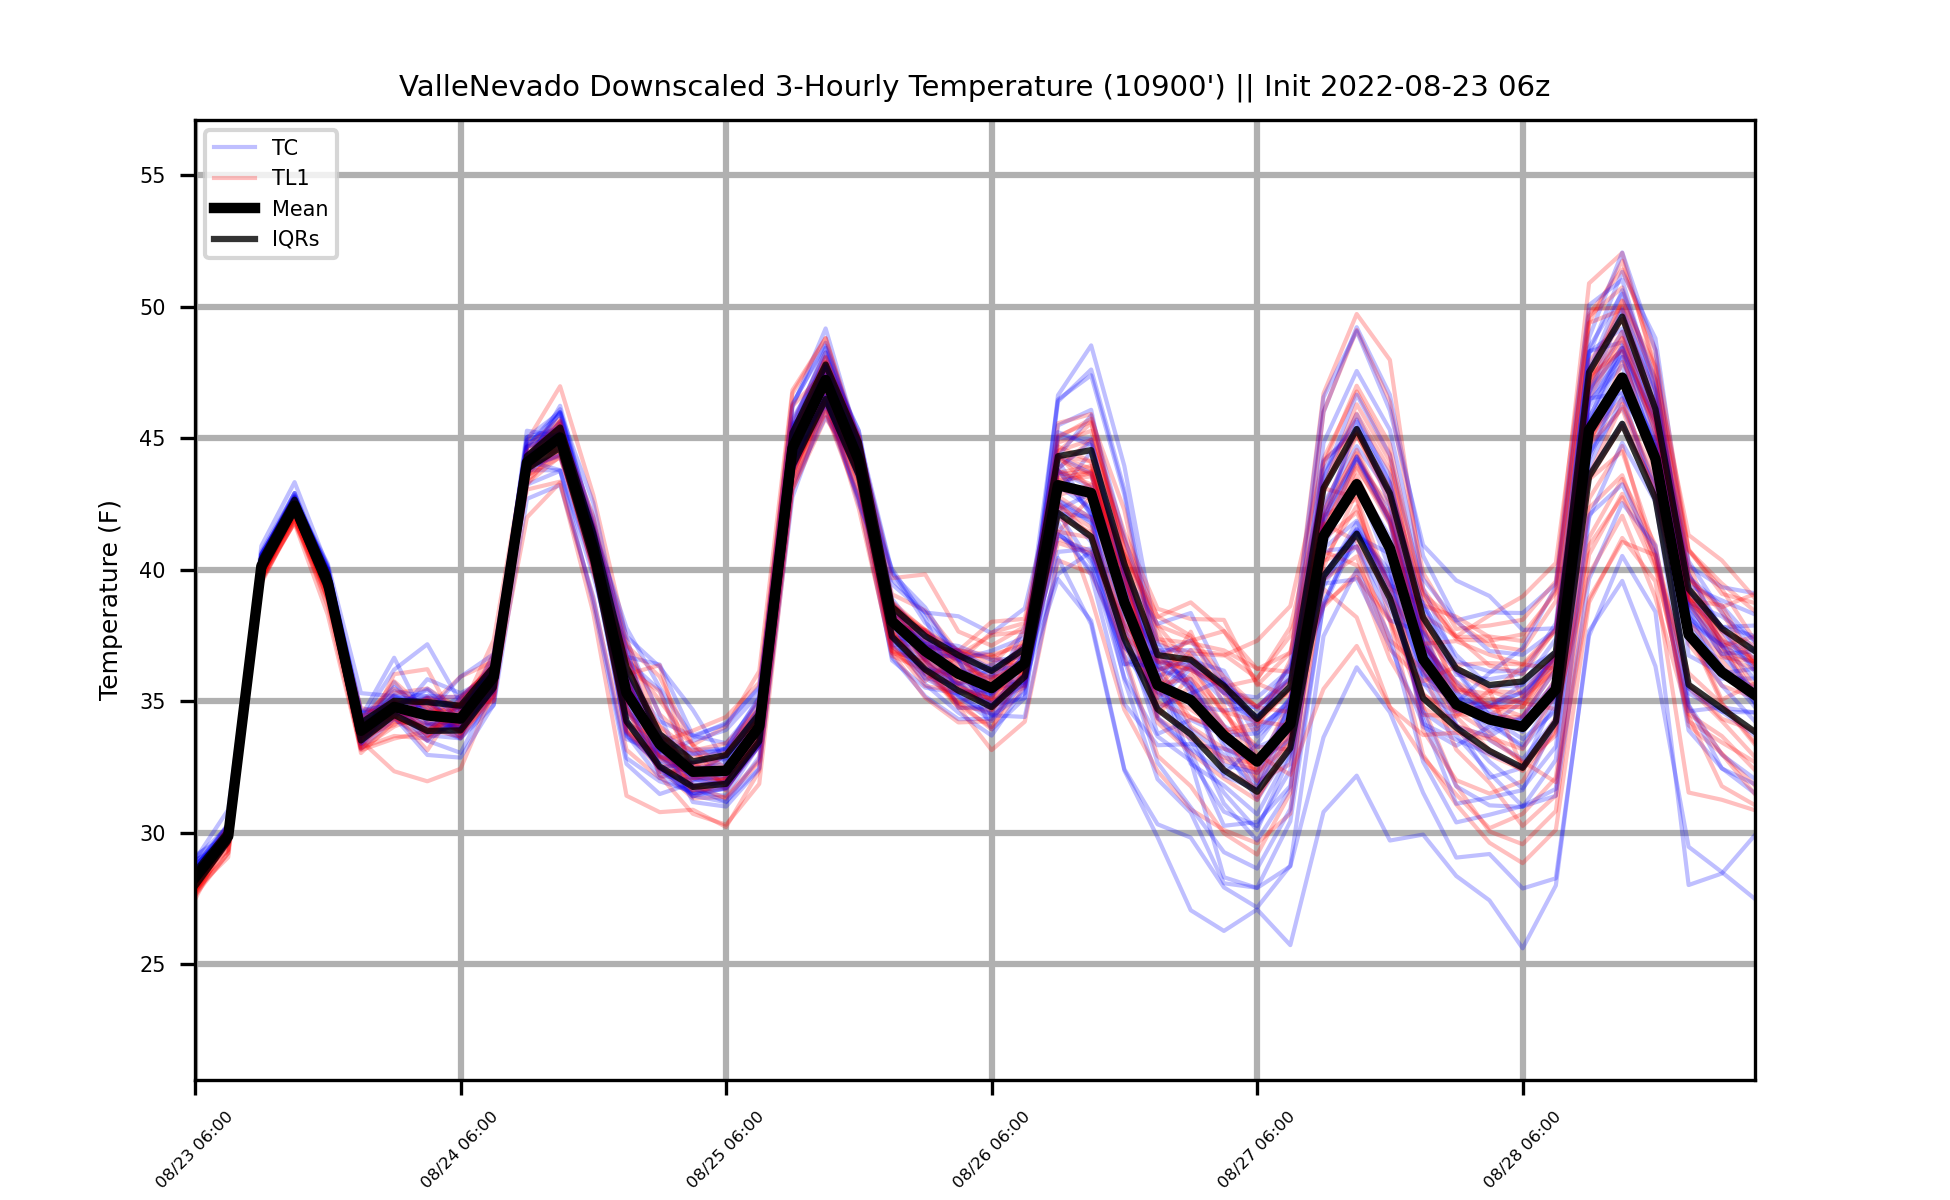 ValleNevado Downscaled 3-Hourly Temperature (10900') || Init 2022-08-23 06z
TC
TL1
Mean
IQRs
Temperature (F)
55
50
45
40
35
30
25
08/23 06:00
08/24 06:00
08/25 06:00
08/26 06:00
08/27 06:00
08/28 06:00